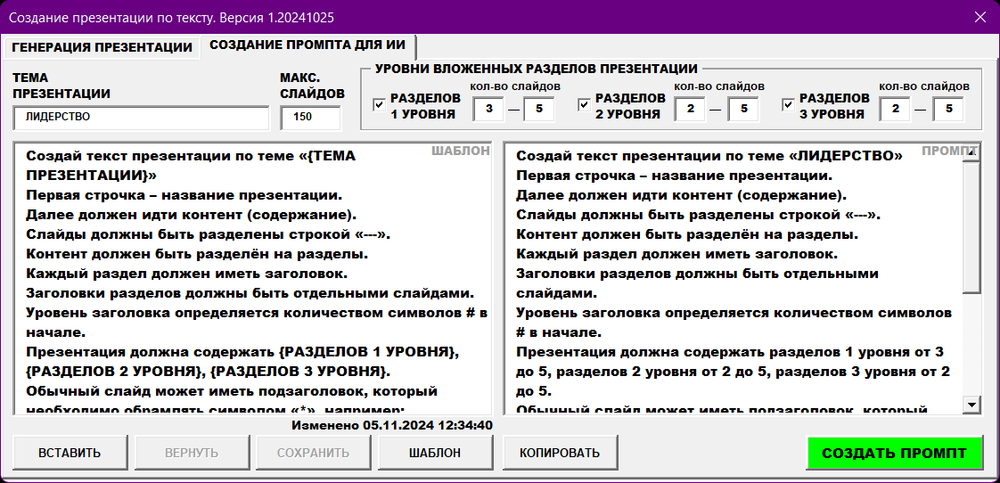 Создание презентации по тексту. Версия 1.20241025
ГЕНЕРАЦИЯ ПРЕЗЕНТАЦИИ
СОЗДАНИЕ ПРОМПТА ДЛЯ ИИ
ТЕМА
ПРЕЗЕНТАЦИИ
ЛИДЕРСТВО
МАКС.
СЛАЙДОВ
150
УРОВНИ ВЛОЖЕННЫХ РАЗДЕЛОВ ПРЕЗЕНТАЦИИ
РАЗДЕЛОВ
1 УРОВНЯ
кол-во слайдов
3 — 5
РАЗДЕЛОВ
2 УРОВНЯ
кол-во слайдов
2 — 5
РАЗДЕЛОВ
3 УРОВНЯ
кол-во слайдов
2 — 5
ШАБЛОН
Создай текст презентации по теме «{ТЕМА
ПРЕЗЕНТАЦИИ}»
Первая строчка – название презентации.
Далее должен идти контент (содержание).
Слайды должны быть разделены строкой «---».
Контент должен быть разделён на разделы.
Каждый раздел должен иметь заголовок.
Заголовки разделов должны быть отдельными слайдами.
Уровень заголовка определяется количеством символов # в
начале.
Презентация должна содержать {РАЗДЕЛОВ 1 УРОВНЯ},
{РАЗДЕЛОВ 2 УРОВНЯ}, {РАЗДЕЛОВ 3 УРОВНЯ}.
Обычный слайд может иметь подзаголовок, который
необходимо обрамлять символом «*», например:
ПРОМПТ
Создай текст презентации по теме «ЛИДЕРСТВО»
Первая строчка – название презентации.
Далее должен идти контент (содержание).
Слайды должны быть разделены строкой «---».
Контент должен быть разделён на разделы.
Каждый раздел должен иметь заголовок.
Заголовки разделов должны быть отдельными
слайдами.
Уровень заголовка определяется количеством символов
# в начале.
Презентация должна содержать разделы 1 уровня от 3
до 5, разделов 2 уровня от 2 до 5, разделов 3 уровня от 2
до 5.
Обычный слайд может иметь подзаголовок, который
Изменено 05.11.2024 12:34:40
ВСТАВИТЬ
ВЕРНУТЬ
СОХРАНИТЬ
ШАБЛОН
КОПИРОВАТЬ
СОЗДАТЬ ПРОМПТ